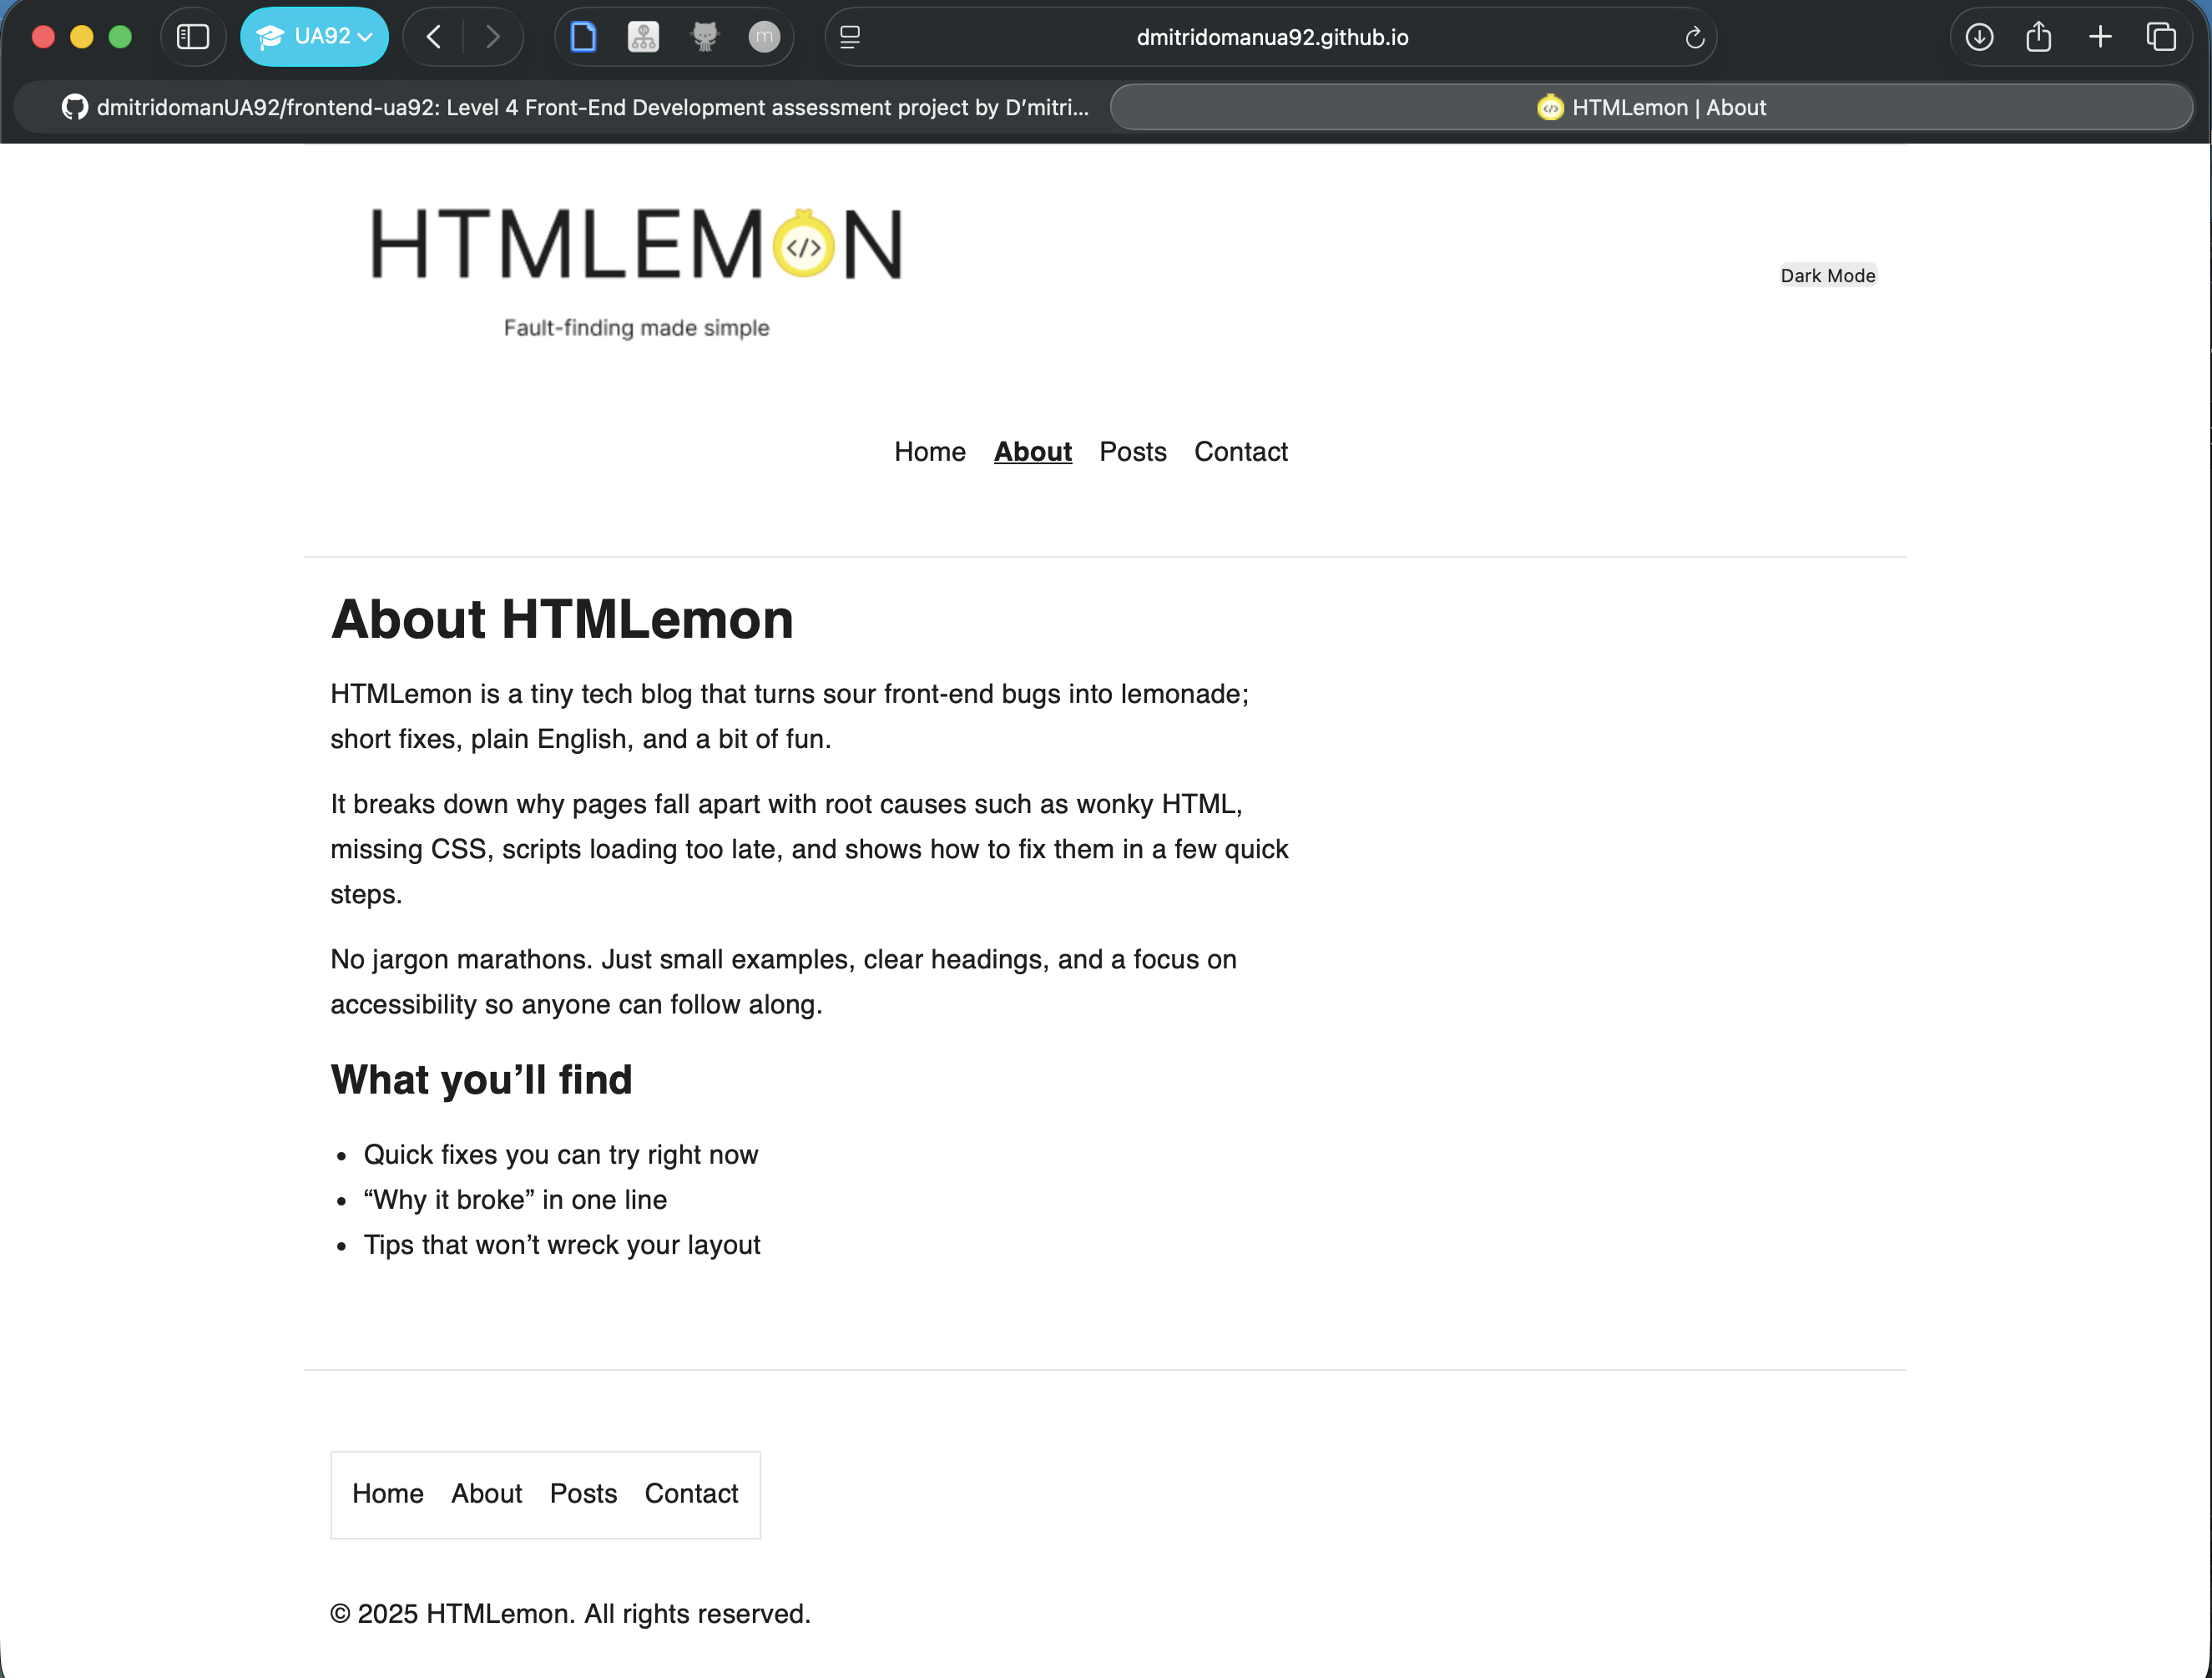 UA92
m
dmitridomanua92.github.io
dmitridomanUA92/frontend-ua92: Level 4 Front-End Development assessment project by D’mitri...
HTMLemon | About
HTMLEM</>N
Fault-finding made simple
Dark Mode
Home About Posts Contact
About HTMLemon
HTMLemon is a tiny tech blog that turns sour front-end bugs into lemonade;
short fixes, plain English, and a bit of fun.
It breaks down why pages fall apart with root causes such as wonky HTML,
missing CSS, scripts loading too late, and shows how to fix them in a few quick
steps.
No jargon marathons. Just small examples, clear headings, and a focus on
accessibility so anyone can follow along.
What you’ll find
• Quick fixes you can try right now
• “Why it broke” in one line
• Tips that won’t wreck your layout
Home About Posts Contact
© 2025 HTMLemon. All rights reserved.